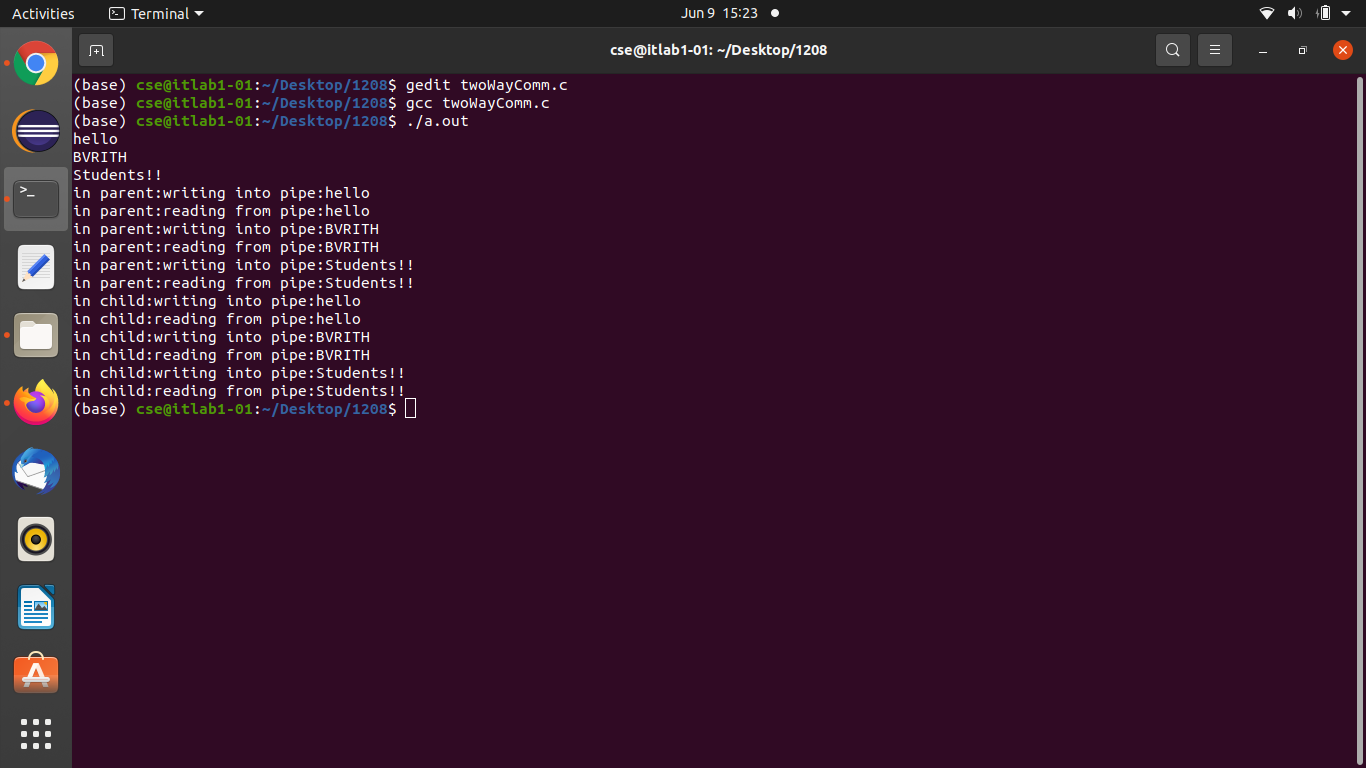 Activities Terminal Jun 9 15:23
cse@itlab1-01: ~/Desktop/1208
(base) cse@itlab1-01:~/Desktop/1208$ gedit twoWayComm.c
(base) cse@itlab1-01:~/Desktop/1208$ gcc twoWayComm.c
(base) cse@itlab1-01:~/Desktop/1208$ ./a.out
hello
BVRITH
Students!!
in parent:writing into pipe:hello
in parent:reading from pipe:hello
in parent:writing into pipe:BVRITH
in parent:reading from pipe:BVRITH
in parent:writing into pipe:Students!!
in parent:reading from pipe:Students!!
in child:writing into pipe:hello
in child:reading from pipe:hello
in child:writing into pipe:BVRITH
in child:reading from pipe:BVRITH
in child:writing into pipe:Students!!
in child:reading from pipe:Students!!
(base) cse@itlab1-01:~/Desktop/1208$